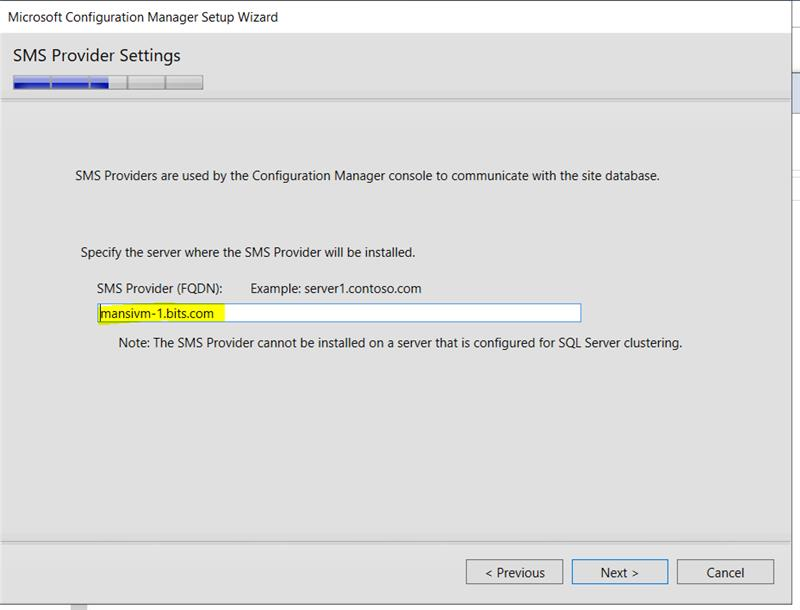 Microsoft Configuration Manager Setup Wizard
SMS Provider Settings
SMS Providers are used by the Configuration Manager console to communicate with the site database.
Specify the server where the SMS Provider will be installed.
SMS Provider (FQDN): Example: server1.contoso.com
mansivm-1.bits.com
Note: The SMS Provider cannot be installed on a server that is configured for SQL Server clustering.
< Previous Next > Cancel